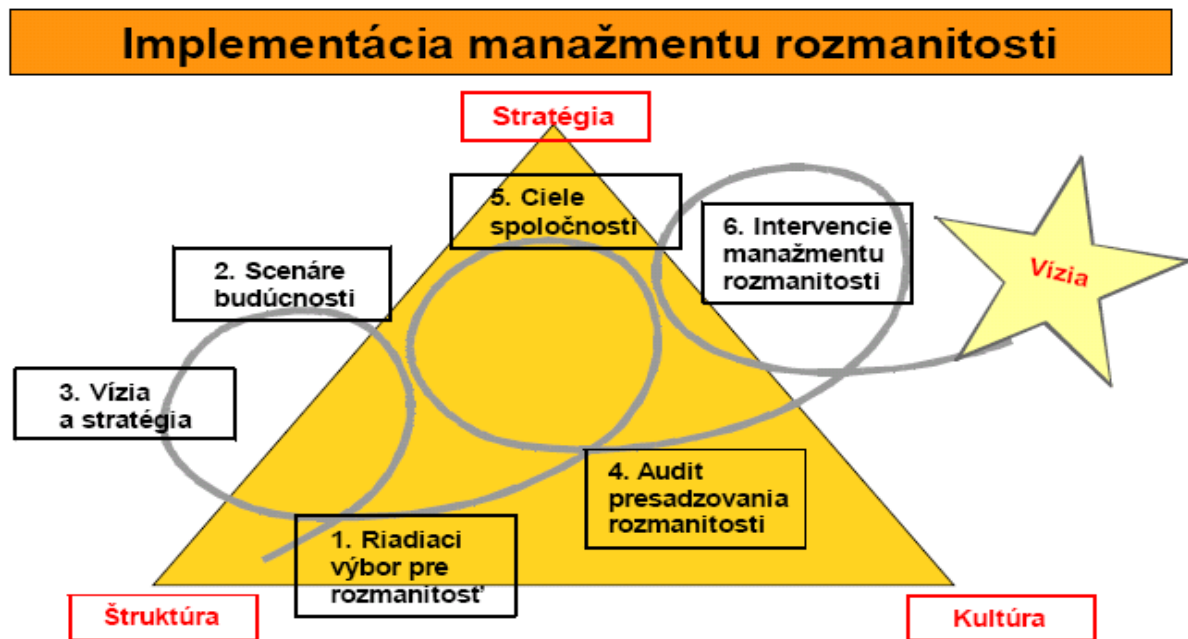 Implementácia manažmentu rozmanitosti
Stratégia
5. Ciele
spoločnosti
6. Intervencie
manažmentu
rozmanitosti
Vízia
2. Scenáre
budúcnosti
3. Vízia
a stratégia
4. Audit
presadzovania
rozmanitosti
1. Riadiaci
výbor pre
rozmanitosť
Štruktúra
Kultúra